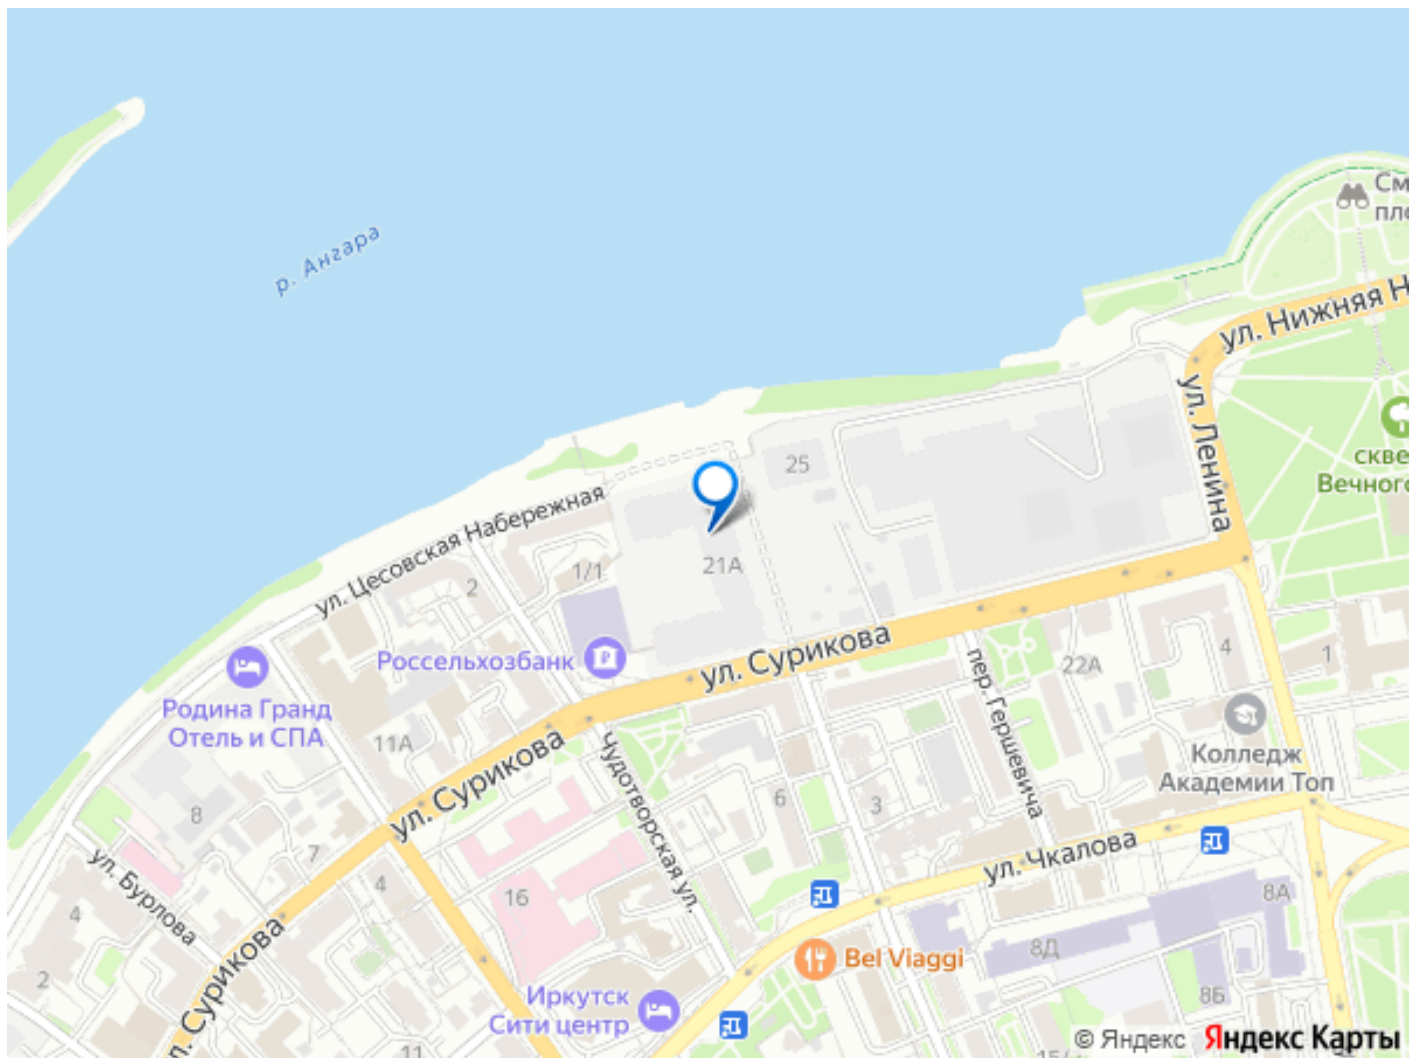 См
пло
р. Ангара
ул. Нижняя Н
ул. Ленина
скве
Вечного
25
ул. Цесовская Набережная
21А
1/1
2
ул. Сурикова
Россельхозбанк
пер. Гершевича
22А
4
1
Родина Гранд
Отель и СПА
11А
ул. Сурикова
Чудотворская ул.
Колледж
Академии Топ
8
7
6
3
ул. Чкалова
ул. Бурлова
4
16
4
8А
2
ул. Сурикова
Bel Viaggi
8Д
8Б
Иркутск
Сити центр
11
© Яндекс Яндекс Карты